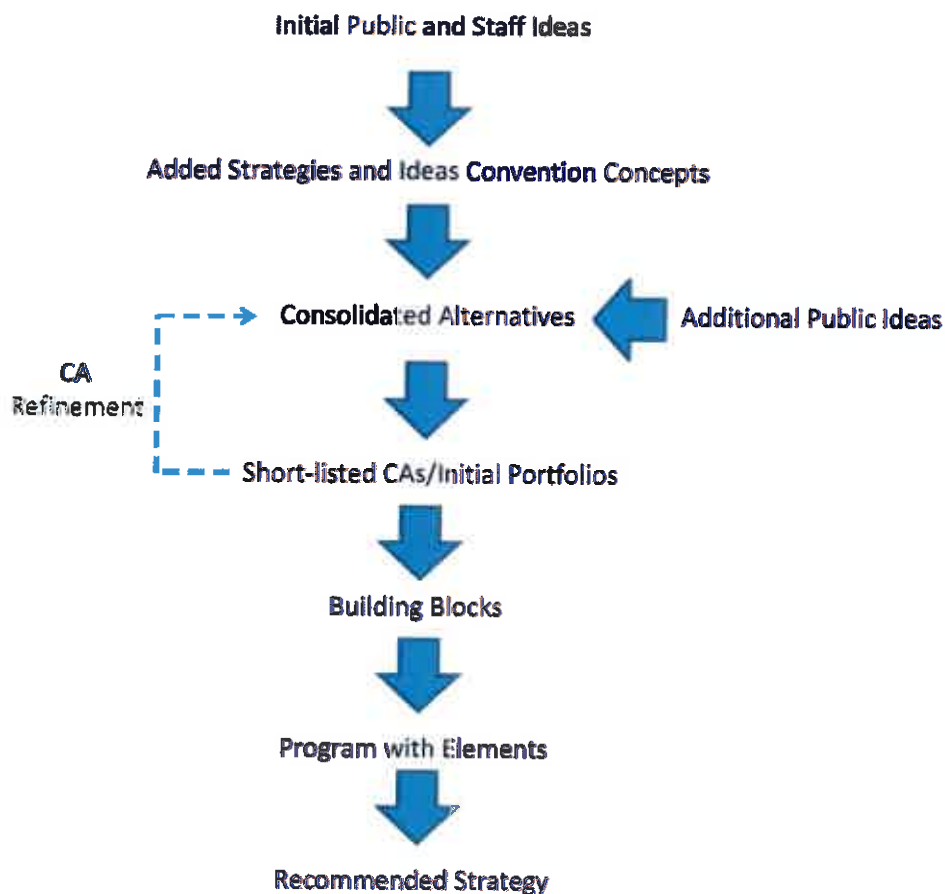 Initial Public and Staff Ideas
Added Strategies and Ideas Convention Concepts
Consolidated Alternatives
Additional Public Ideas
CA
Refinement
Short-listed CAs/Initial Portfolios
Building Blocks
Program with Elements
Recommended Strategy